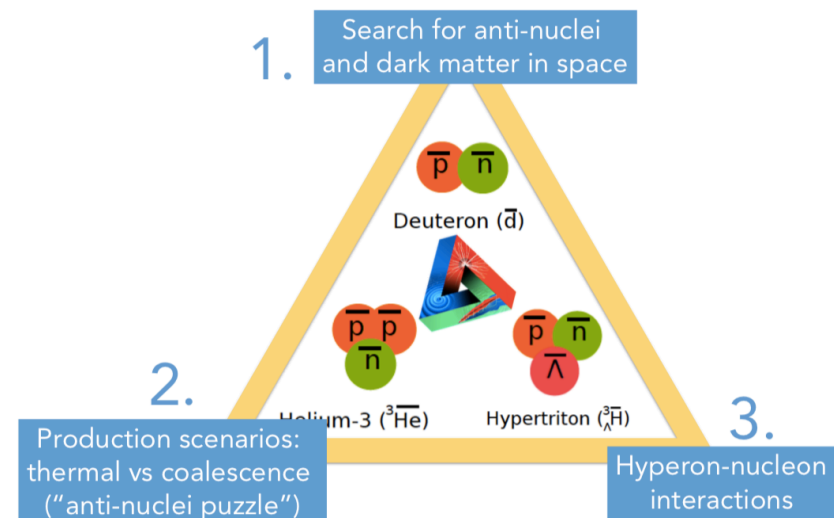 1.
Search for anti-nuclei
and dark matter in space
p̅ n̅
Deuteron (d̅)
p̅ p̅
n̅
p̅ n̅
Λ̅
2.
Helium-3 (³H̅e̅)
Hypertriton (³ΛH̅)
3.
Production scenarios:
thermal vs coalescence
(“anti-nuclei puzzle”)
Hyperon-nucleon
interactions